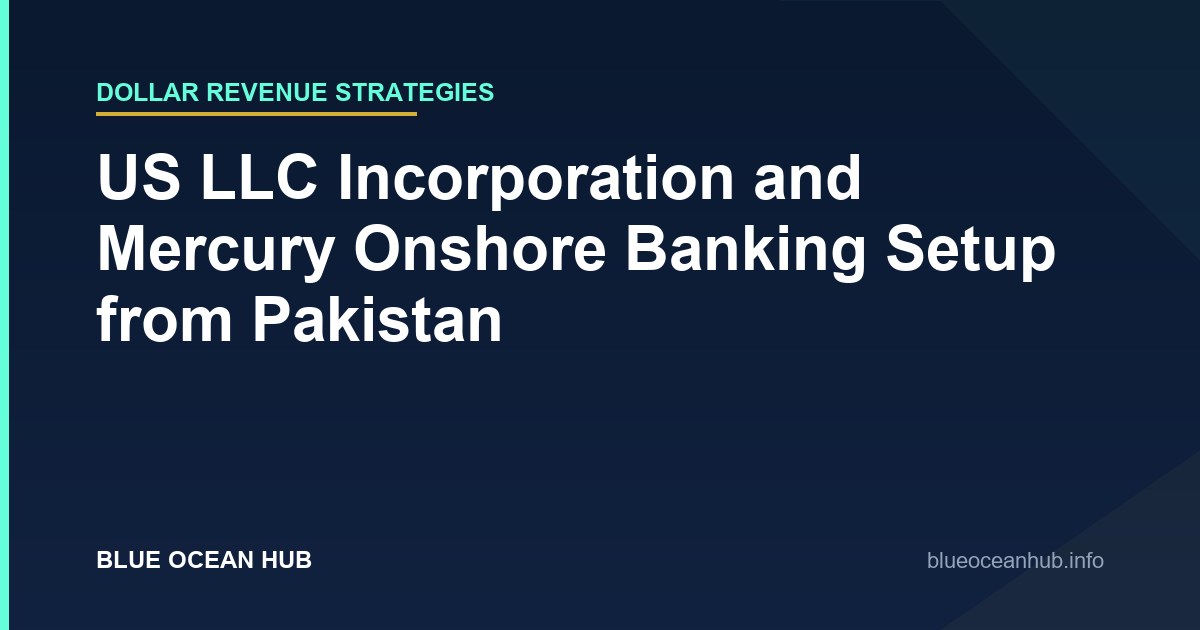 DOLLAR REVENUE STRATEGIES
US LLC Incorporation and
Mercury Onshore Banking Setup
from Pakistan
BLUE OCEAN HUB
blueoceanhub.info